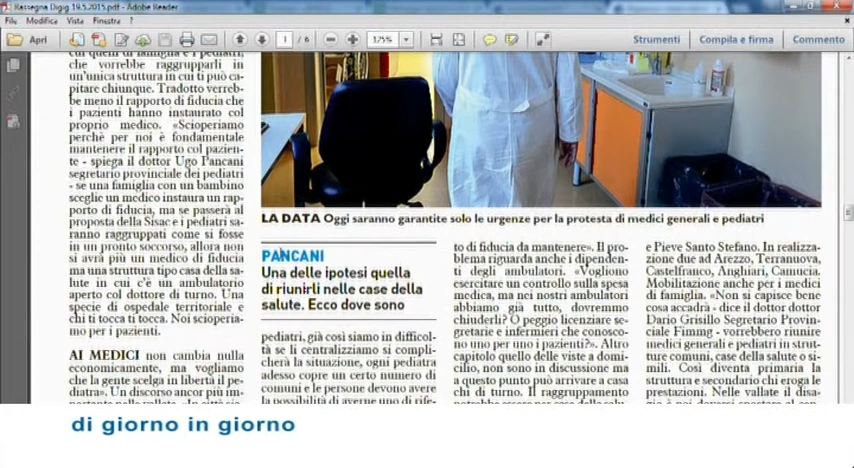 Rassegna Digig 19.5.2015.pdf - Adobe Reader
File Modifica Vista Finestra ?
Apri 1 / 6 125% Strumenti Compila e firma Commento
che vorrebbe raggrupparli in
un'unica struttura in cui ti può ca-
pitare chiunque. Tradotto verreb-
be meno il rapporto di fiducia che
i pazienti hanno instaurato col
proprio medico. «Scioperiamo
perchè per noi è fondamentale
mantenere il rapporto col pazien-
te - spiega il dottor Ugo Pancani
segretario provinciale dei pediatri
- se una famiglia con un bambino
sceglie un medico instaura un rap-
porto di fiducia, ma se passerà al
proposta della Sisac e i pediatri sa-
ranno raggruppati come si fosse
in un pronto soccorso, allora non
si avrà più un medico di fiducia
ma una struttura tipo casa della sa-
lute in cui c'è un ambulatorio
aperto col dottore di turno. Una
specie di ospedale territoriale e
chi ti tocca ti tocca. Noi scioperia-
mo per i pazienti.
AI MEDICI non cambia nulla
economicamente, ma vogliamo
che la gente scelga in libertà il pe-
diatra». Un discorso ancor più im-
portante nelle vallate. «In città sia-
LA DATA Oggi saranno garantite solo le urgenze per la protesta di medici generali e pediatri
PANCANI
Una delle ipotesi quella
di riunirli nelle case della
salute. Ecco dove sono
pediatri, già così siamo in difficol-
tà se li centralizziamo si compli-
cherà la situazione, ogni pediatra
adesso copre un certo numero di
comuni e le persone devono avere
la possibilità di averne uno di rife-
to di fiducia da mantenere». Il pro-
blema riguarda anche i dipenden-
ti degli ambulatori. «Vogliono
esercitare un controllo sulla spesa
medica, ma nei nostri ambulatori
abbiamo già tutto, dovremmo
chiuderli? O peggio licenziare se-
gretarie e infermieri che conosco-
no uno per uno i pazienti?». Altro
capitolo quello delle viste a domi-
cilio, non sono in discussione ma
a questo punto può arrivare a casa
chi di turno. Il raggruppamento
potrebbe essere per case della salu-
e Pieve Santo Stefano. In realizza-
zione due ad Arezzo, Terranuova,
Castelfranco, Anghiari, Camucia.
Mobilitazione anche per i medici
di famiglia. «Non si capisce bene
cosa accadrà - dice il dottor dottor
Dario Grisillo Segretario Provin-
ciale Fimmg - vorrebbero riunire
medici generali e pediatri in strut-
ture comuni, case della salute o si-
mili. Così diventa primaria la
struttura e secondario chi eroga le
prestazioni. Nelle vallate il disa-
di giorno in giorno